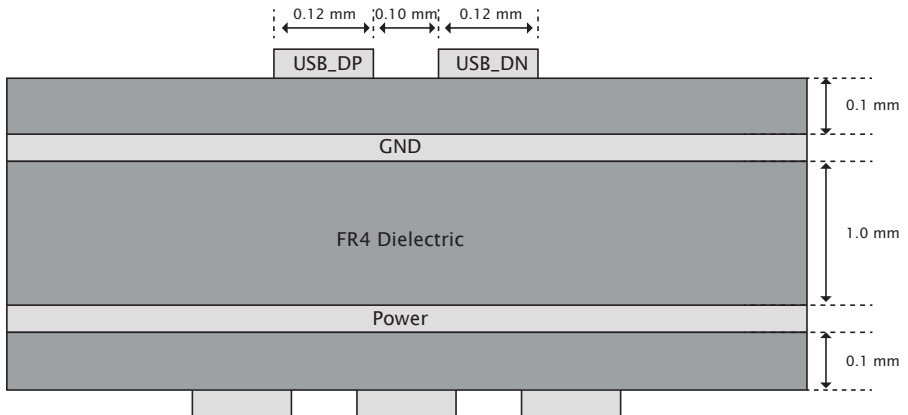 0.12 mm 0.10 mm 0.12 mm
USB_DP USB_DN
0.1 mm
GND
1.0 mm
FR4 Dielectric
Power
0.1 mm